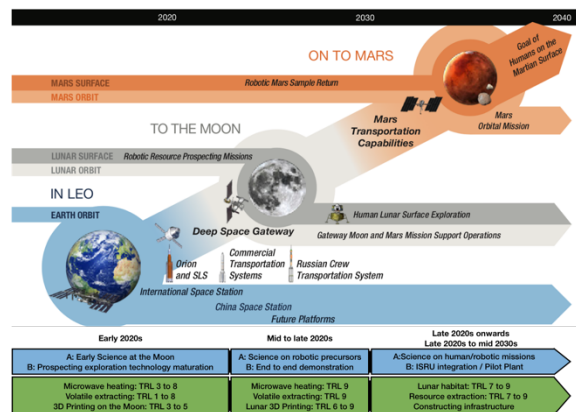 2020
2030
2040
ON TO MARS
Goal of
Humans on the
Martian Surface
MARS SURFACE
Robotic Mars Sample Return
MARS ORBIT
Mars
Transportation
Capabilities
Mars
Orbital Mission
TO THE MOON
LUNAR SURFACE
Robotic Resource Prospecting Missions
LUNAR ORBIT
IN LEO
EARTH ORBIT
Deep Space Gateway
Human Lunar Surface Exploration
Gateway Moon and Mars Mission Support Operations
Orion
and SLS
Commercial
Transportation
Systems
Russian Crew
Transportation System
International Space Station
China Space Station
Future Platforms
Early 2020s
Mid to late 2020s
Late 2020s onwards
Late 2020s to mid 2030s
A: Early Science at the Moon
B: Prospecting exploration technology maturation
A: Science on robotic precursors
B: End to end demonstration
A:Science on human/robotic missions
B: ISRU integration / Pilot Plant
Microwave heating: TRL 3 to 8
Volatile extracting: TRL 1 to 8
3D Printing on the Moon: TRL 3 to 5
Microwave heating: TRL 9
Volatile extracting: TRL 9
Lunar 3D Printing: TRL 6 to 9
Lunar habitat: TRL 7 to 9
Resource extraction: TRL 7 to 9
Constructing infrastructure